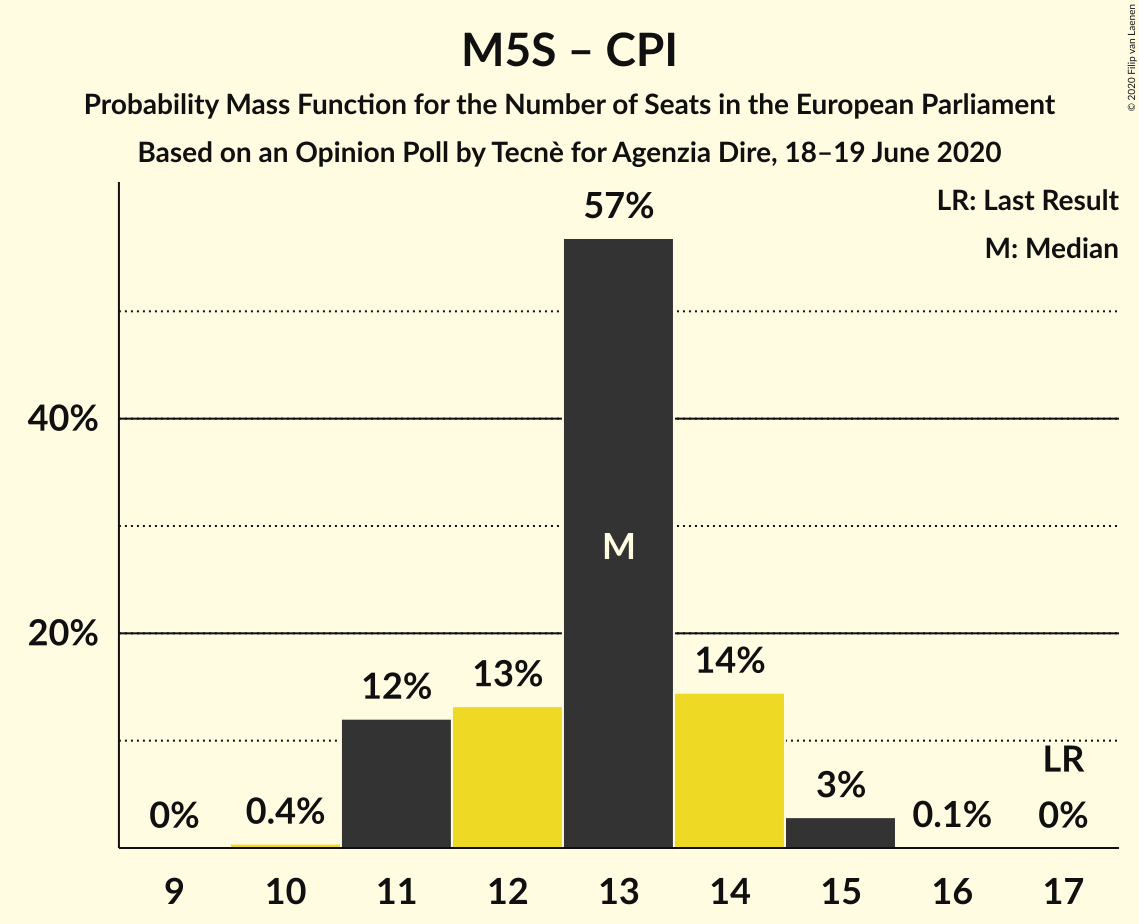 M5S – CPI
Probability Mass Function for the Number of Seats in the European Parliament
Based on an Opinion Poll by Tecnè for Agenzia Dire, 18–19 June 2020
© 2020 Filip van Laenen
LR: Last Result
M: Median
57%
40%
M
20%
14%
13%
12%
LR
3%
0%
0.4%
0.1%
0%
9 10 11 12 13 14 15 16 17